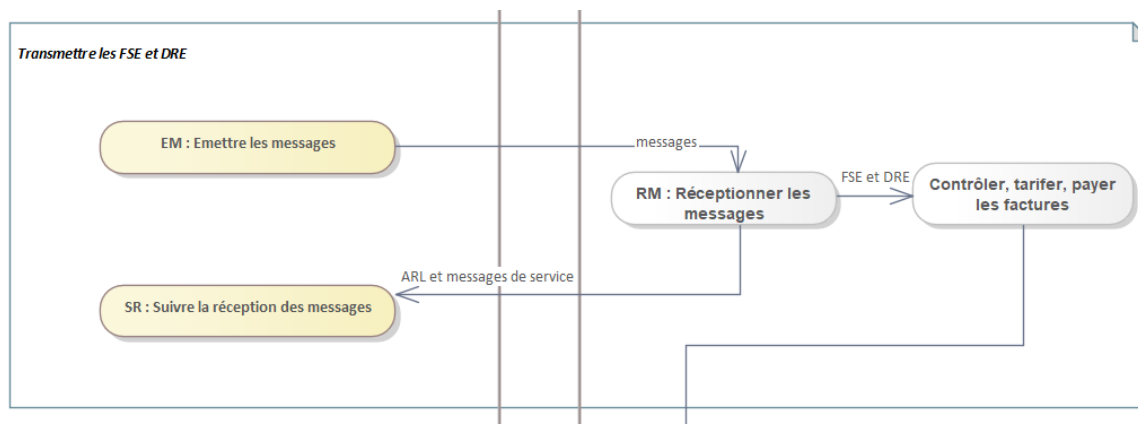 Transmettre les FSE et DRE
EM : Emettre les messages
messages
FSE et DRE
RM : Réceptionner les
messages
Contrôler, tarifer, payer
les factures
ARL et messages de service
SR : Suivre la réception des messages